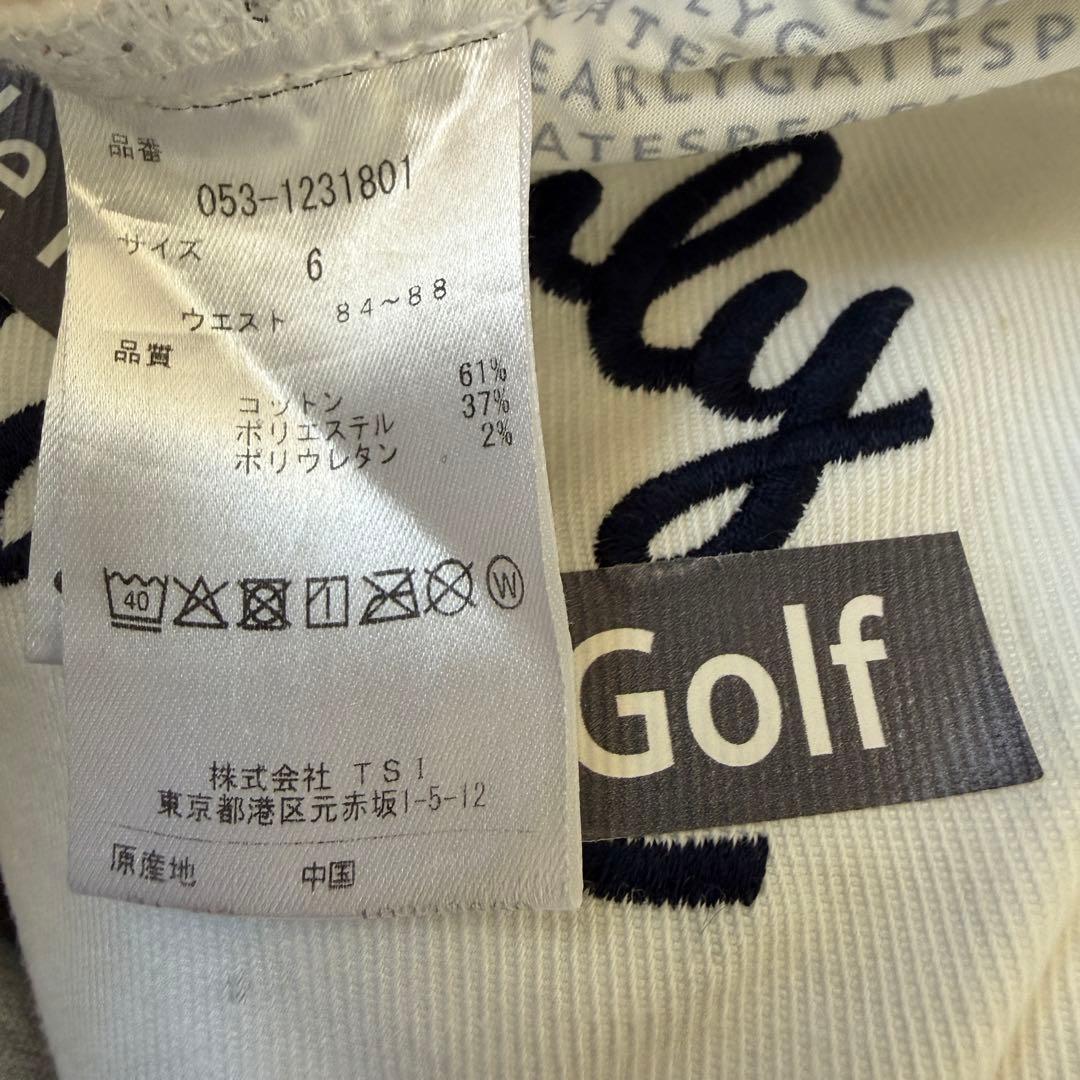 EARLYGATESP
ATESPEARL
品番
053-1231801
サイズ
6
ウエスト 84~88
品質
61%
コットン 37%
ポリエステル 2%
ポリウレタン
40
W
株式会社 TSI
東京都港区元赤坂1-5-12
原産地 中国
ly
Golf